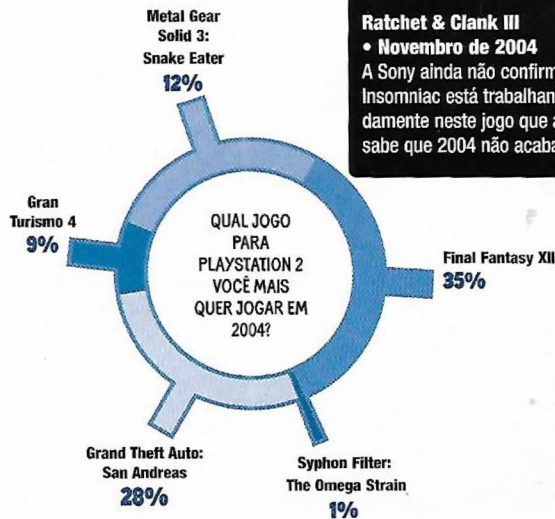 Metal Gear
Solid 3:
Snake Eater
12%
Ratchet & Clank III
• Novembro de 2004
A Sony ainda não confirm
Insomniac está trabalhan
damente neste jogo que a
sabe que 2004 não acaba
Gran
Turismo 4
9%
QUAL JOGO
PARA
PLAYSTATION 2
VOCÊ MAIS
QUER JOGAR EM
2004?
Final Fantasy XII
35%
Grand Theft Auto:
San Andreas
28%
Syphon Filter:
The Omega Strain
1%